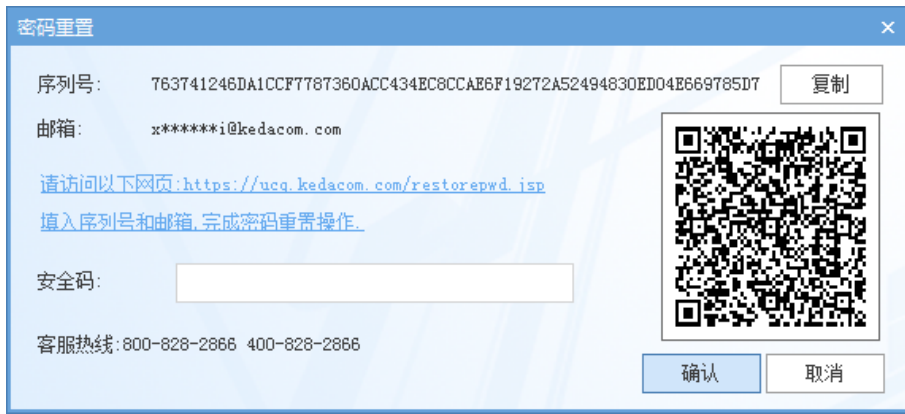 密码重置
序列号: 763741246DA1CCF7787360ACC434EC8CCAE6F19272A52494830ED04E669785D7 复制
邮箱: x******i@kedacom.com
请访问以下网页:https://ucq.kedacom.com/restorepwd.jsp
填入序列号和邮箱,完成密码重置操作.
安全码:
客服热线:800-828-2866 400-828-2866
确认 取消